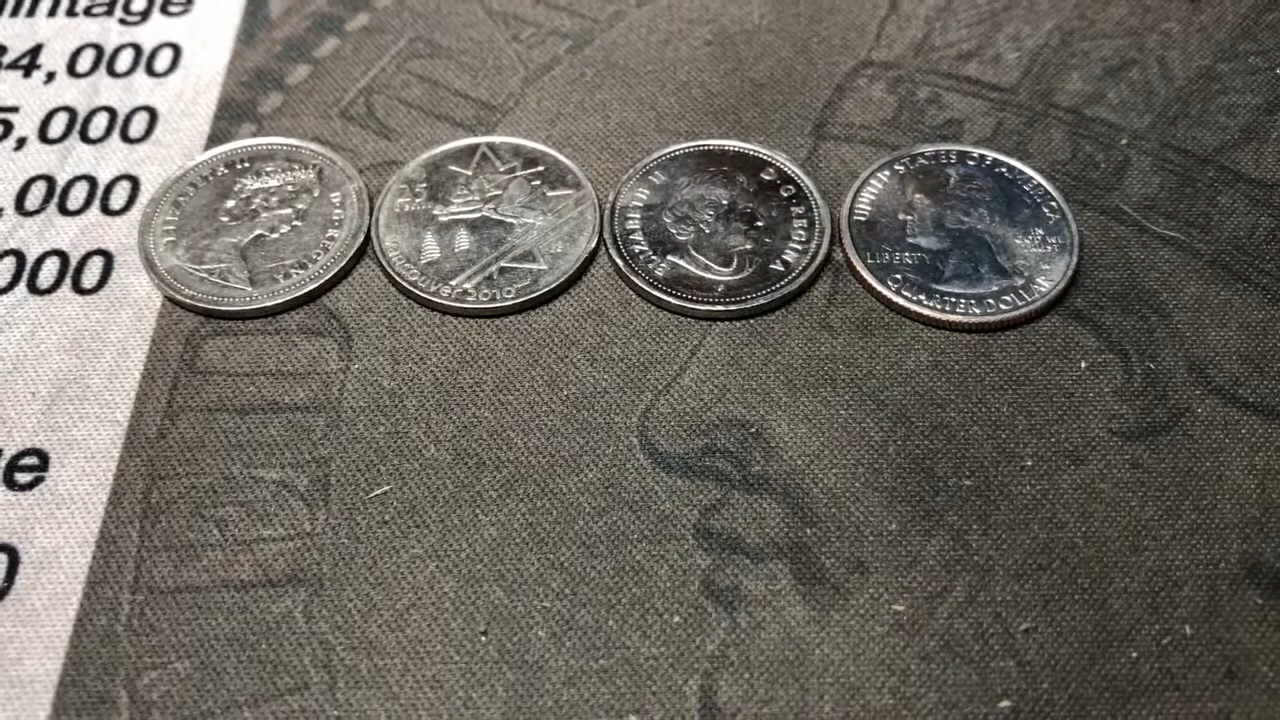 intage
34,000
5,000
,000
000
e
0
ELIZABETH II D·G·REGINA
25
vancouver 2010
ELIZABETH II D·G·REGINA
UNITED STATES OF AMERICA
LIBERTY
IN
GOD WE
TRUST
QUARTER DOLLAR